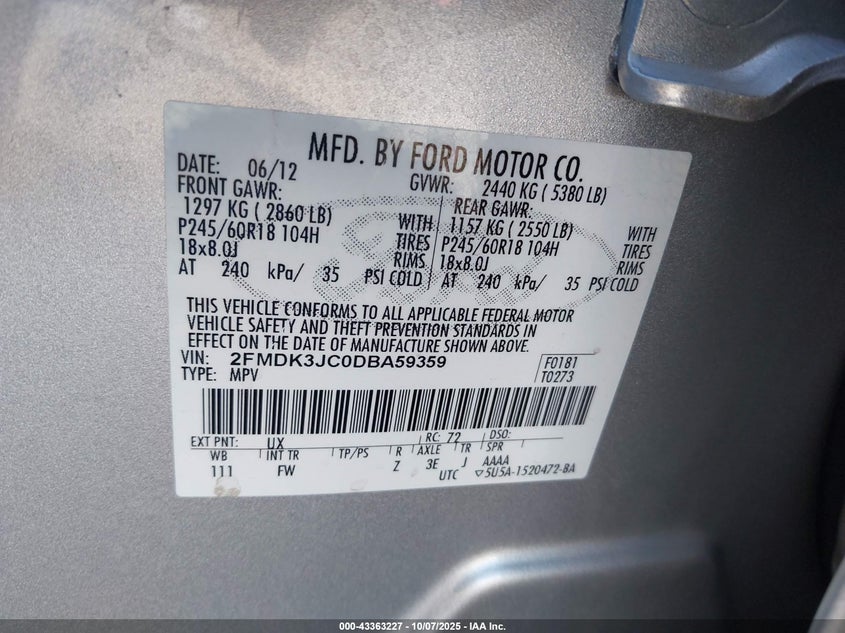 MFD. BY FORD MOTOR CO.
DATE: 06/12 GVWR: 2440 KG ( 5380 LB)
FRONT GAWR: REAR GAWR:
1297 KG ( 2860 LB) WITH 1157 KG ( 2550 LB) WITH
P245/60R18 104H TIRES P245/60R18 104H TIRES
18x8.0J RIMS 18x8.0J RIMS
AT 240 kPa/ 35 PSI COLD AT 240 kPa/ 35 PSI COLD
Ford
THIS VEHICLE CONFORMS TO ALL APPLICABLE FEDERAL MOTOR
VEHICLE SAFETY AND THEFT PREVENTION STANDARDS IN
EFFECT ON THE DATE OF MANUFACTURE SHOWN ABOVE.
VIN: 2FMDK3JC0DBA59359 F0181
TYPE: MPV T0273
EXT PNT: UX RC: 72 DSO:
WB INT TR TP/PS R AXLE TR SPR
111 FW Z 3E J AAAA
UTC ▽5U5A-1520472-BA
000-43363227 - 10/07/2025 - IAA Inc.